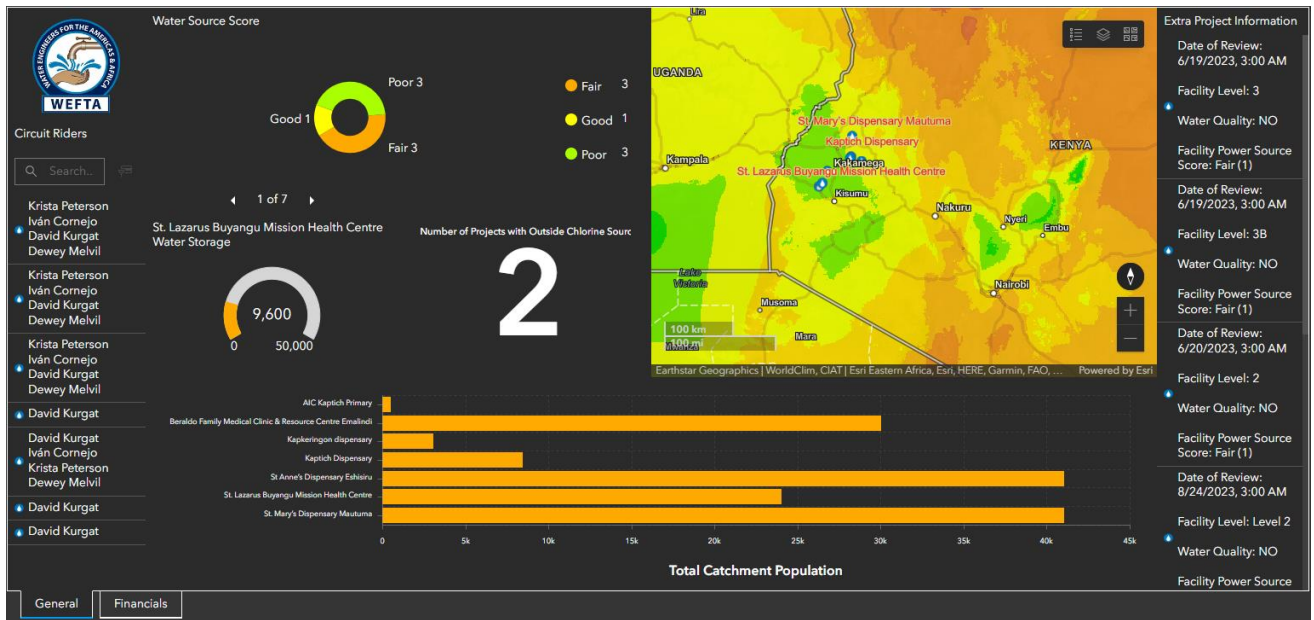 WATER ENGINEERS FOR THE AMERICAS & AFRICA
WEFTA
Circuit Riders
Search..
Krista Peterson
Iván Cornejo
David Kurgat
Dewey Melvil
Krista Peterson
Iván Cornejo
David Kurgat
Dewey Melvil
Krista Peterson
Iván Cornejo
David Kurgat
Dewey Melvil
David Kurgat
David Kurgat
Iván Cornejo
Krista Peterson
Dewey Melvil
David Kurgat
David Kurgat
Water Source Score
Poor 3
Good 1
Fair 3
Fair 3
Good 1
Poor 3
1 of 7
St. Lazarus Buyangu Mission Health Centre
Water Storage
9,600
0 50,000
Number of Projects with Outside Chlorine Sourc
2
Lira
UGANDA
St. Mary's Dispensary Mautuma
Kaptich Dispensary
KENYA
Kampala
Kakamega
St. Lazarus Buyangu Mission Health Centre
Kisumu
Nakuru
Nyeri
Embu
Lake
Victoria
Nairobi
Musoma
100 km
Mara
100 mi
Earthstar Geographics | WorldClim, CIAT | Esri Eastern Africa, Esri, HERE, Garmin, FAO, ... Powered by Esri
AIC Kaptich Primary
Beraldo Family Medical Clinic & Resource Centre Emalindi
Kapkeringon dispensary
Kaptich Dispensary
St Anne's Dispensary Eshisiru
St. Lazarus Buyangu Mission Health Centre
St. Mary's Dispensary Mautuma
0 5k 10k 15k 20k 25k 30k 35k 40k 45k
Total Catchment Population
Extra Project Information
Date of Review:
6/19/2023, 3:00 AM
Facility Level: 3
Water Quality: NO
Facility Power Source
Score: Fair (1)
Date of Review:
6/19/2023, 3:00 AM
Facility Level: 3B
Water Quality: NO
Facility Power Source
Score: Fair (1)
Date of Review:
6/20/2023, 3:00 AM
Facility Level: 2
Water Quality: NO
Facility Power Source
Score: Fair (1)
Date of Review:
8/24/2023, 3:00 AM
Facility Level: Level 2
Water Quality: NO
Facility Power Source
General
Financials